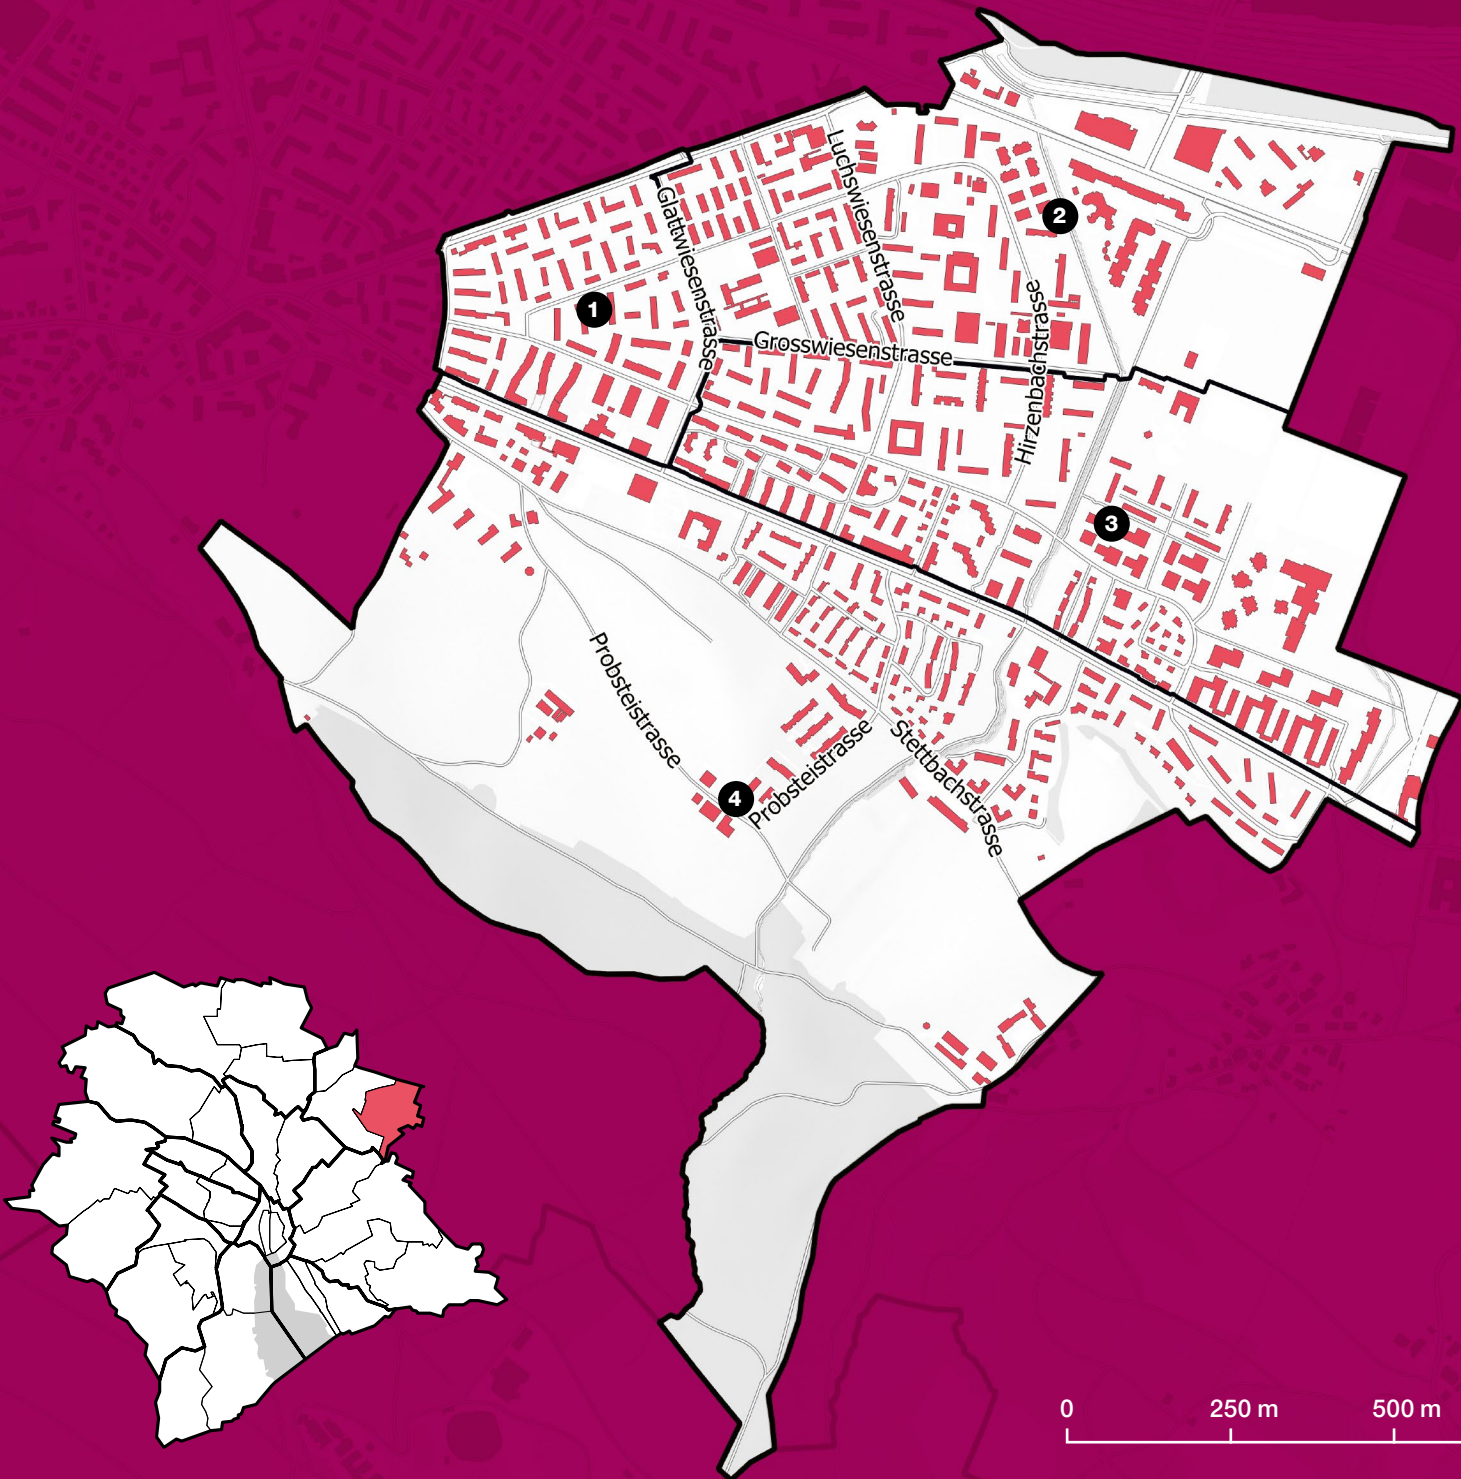 Luchswiesenstrasse
Glattwiesenstrasse
2
1
Hirzenbachstrasse
Grosswiesenstrasse
3
Probsteistrasse
Stettbachstrasse
Probsteistrasse
4
0 250 m 500 m